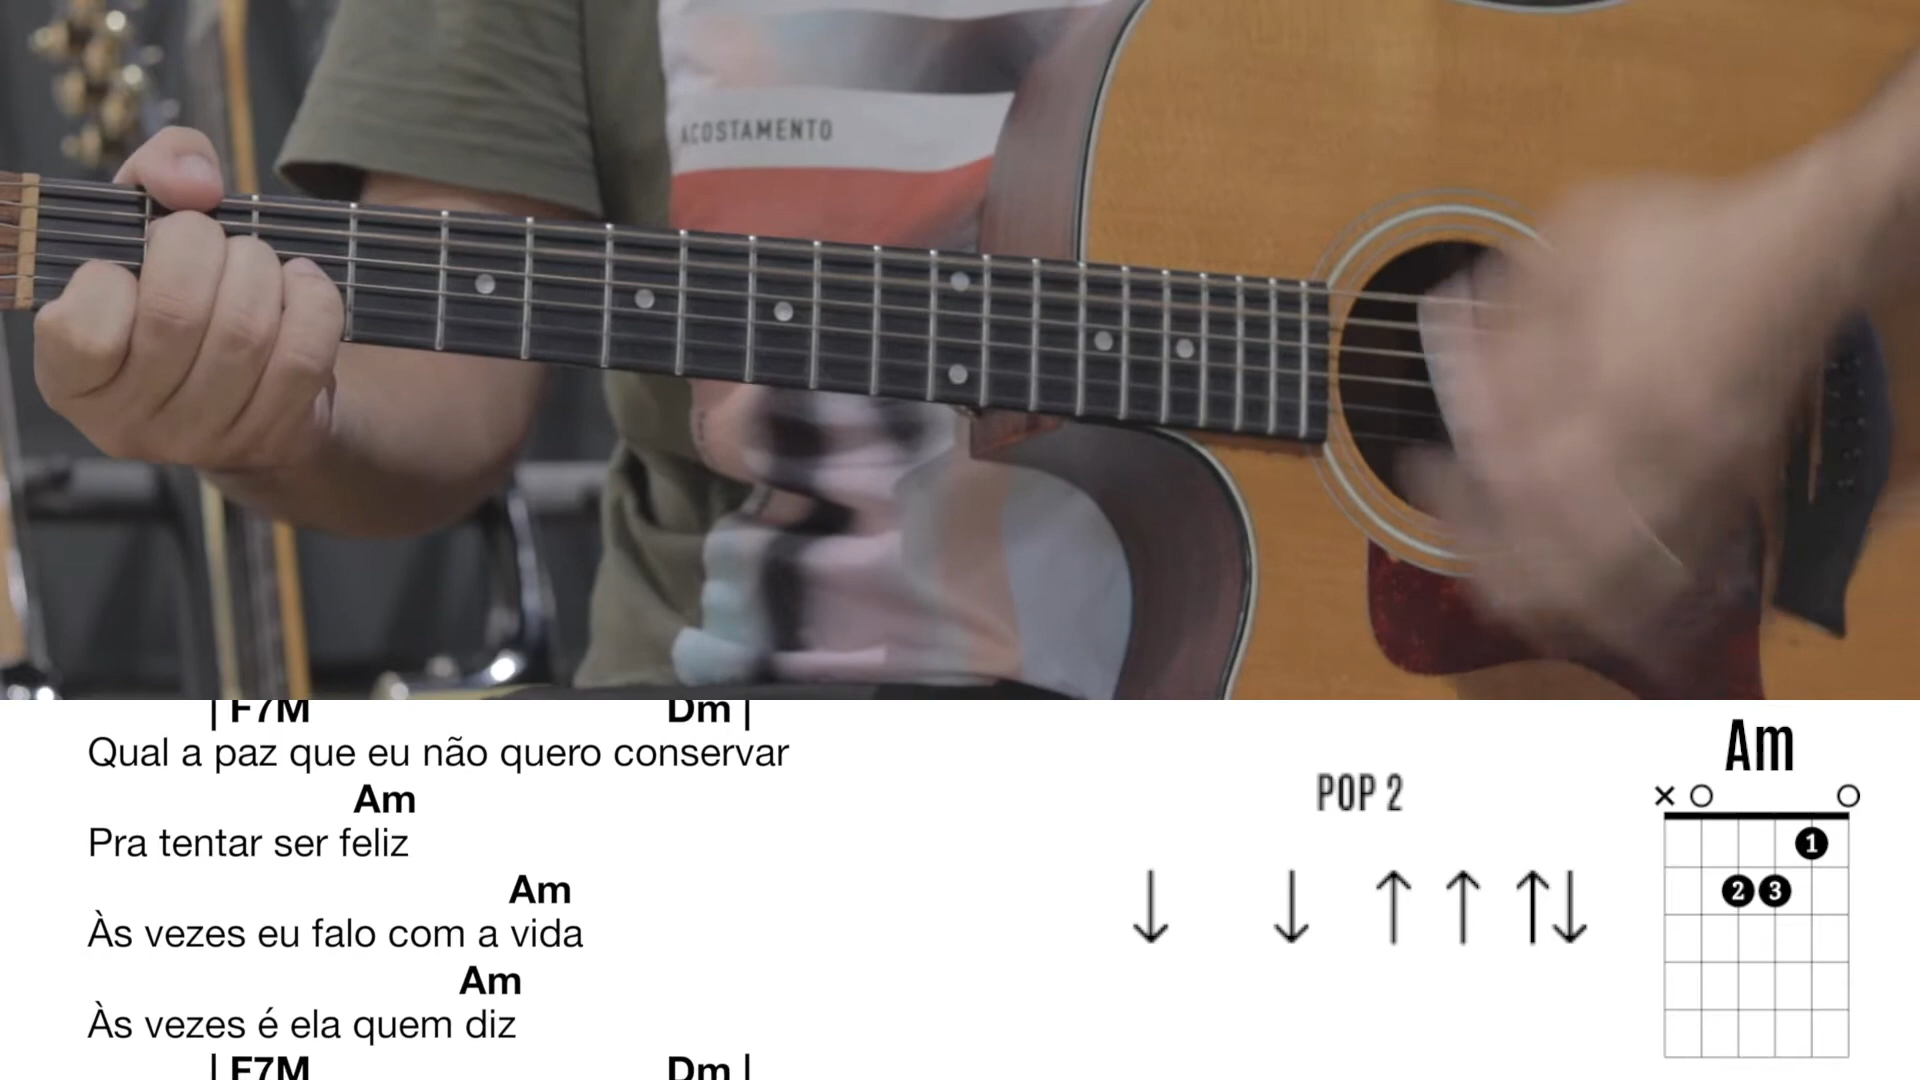 ACOSTAMENTO
| F7M Dm |
Qual a paz que eu não quero conservar
Am
Pra tentar ser feliz
Am
Às vezes eu falo com a vida
Am
Às vezes é ela quem diz
| F7M Dm |
POP 2
↓ ↓ ↑ ↑ ↑↓
Am
× ○ ○
1
2 3